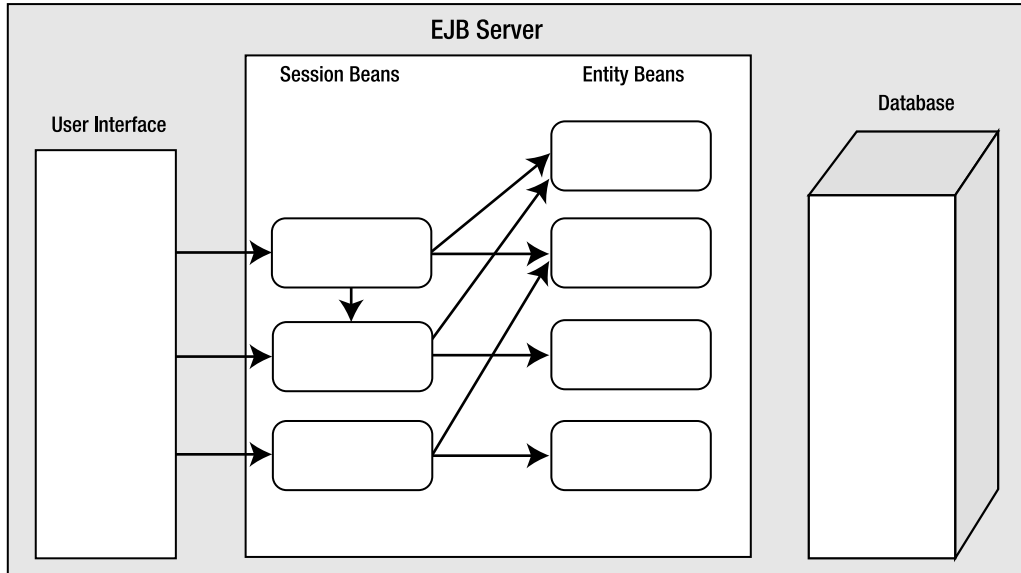 EJB Server
Session Beans
Entity Beans
Database
User Interface